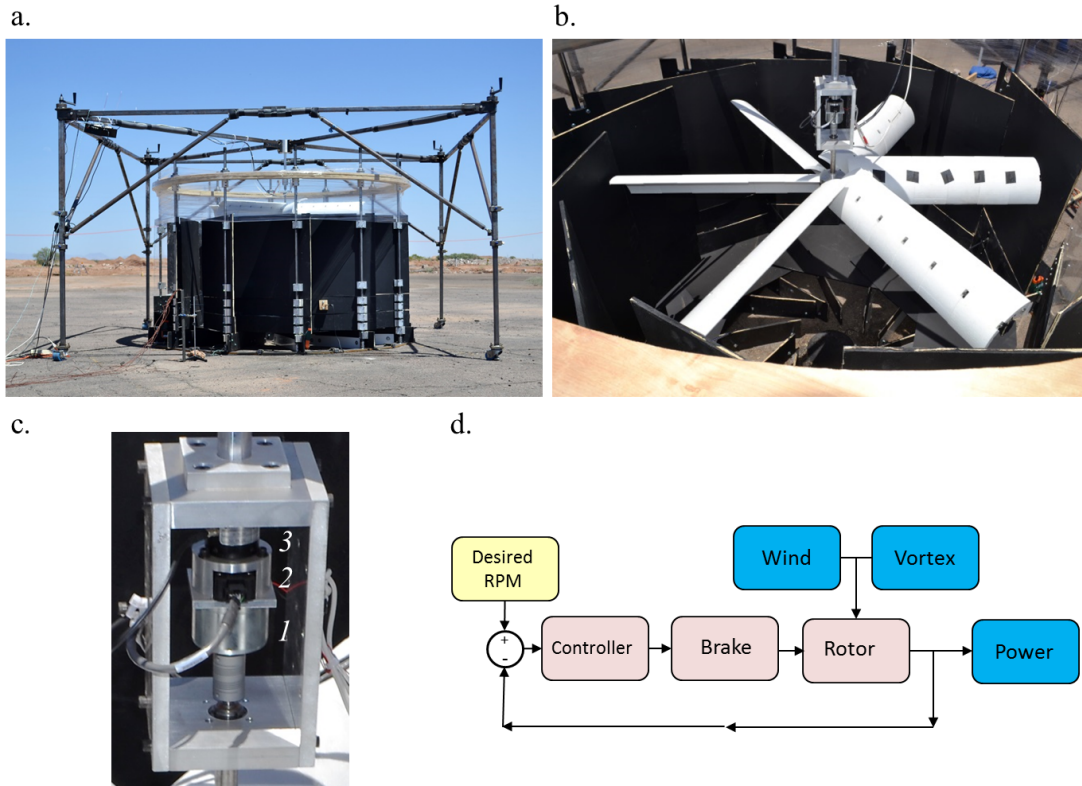 a.
b.
c.
d.
3
2
1
Desired
RPM
Wind
Vortex
+
-
Controller
Brake
Rotor
Power